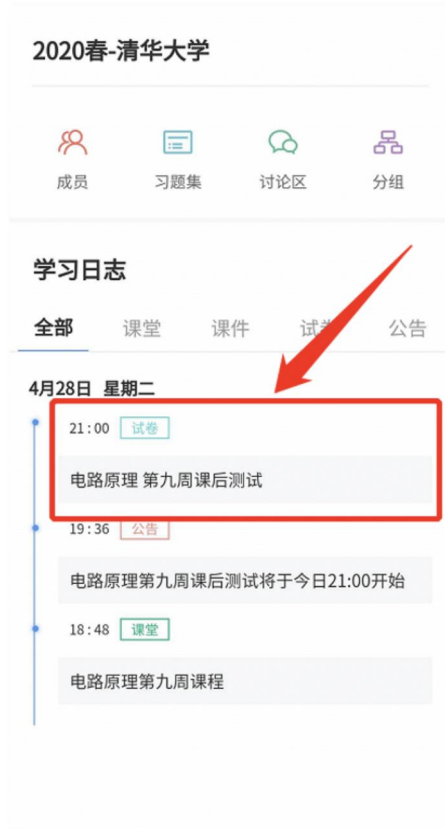 2020春-清华大学
成员 习题集 讨论区 分组
学习日志
全部 课堂 课件 试卷 公告
4月28日 星期二
21:00 试卷
电路原理 第九周课后测试
19:36 公告
电路原理第九周课后测试将于今日21:00开始
18:48 课堂
电路原理第九周课程